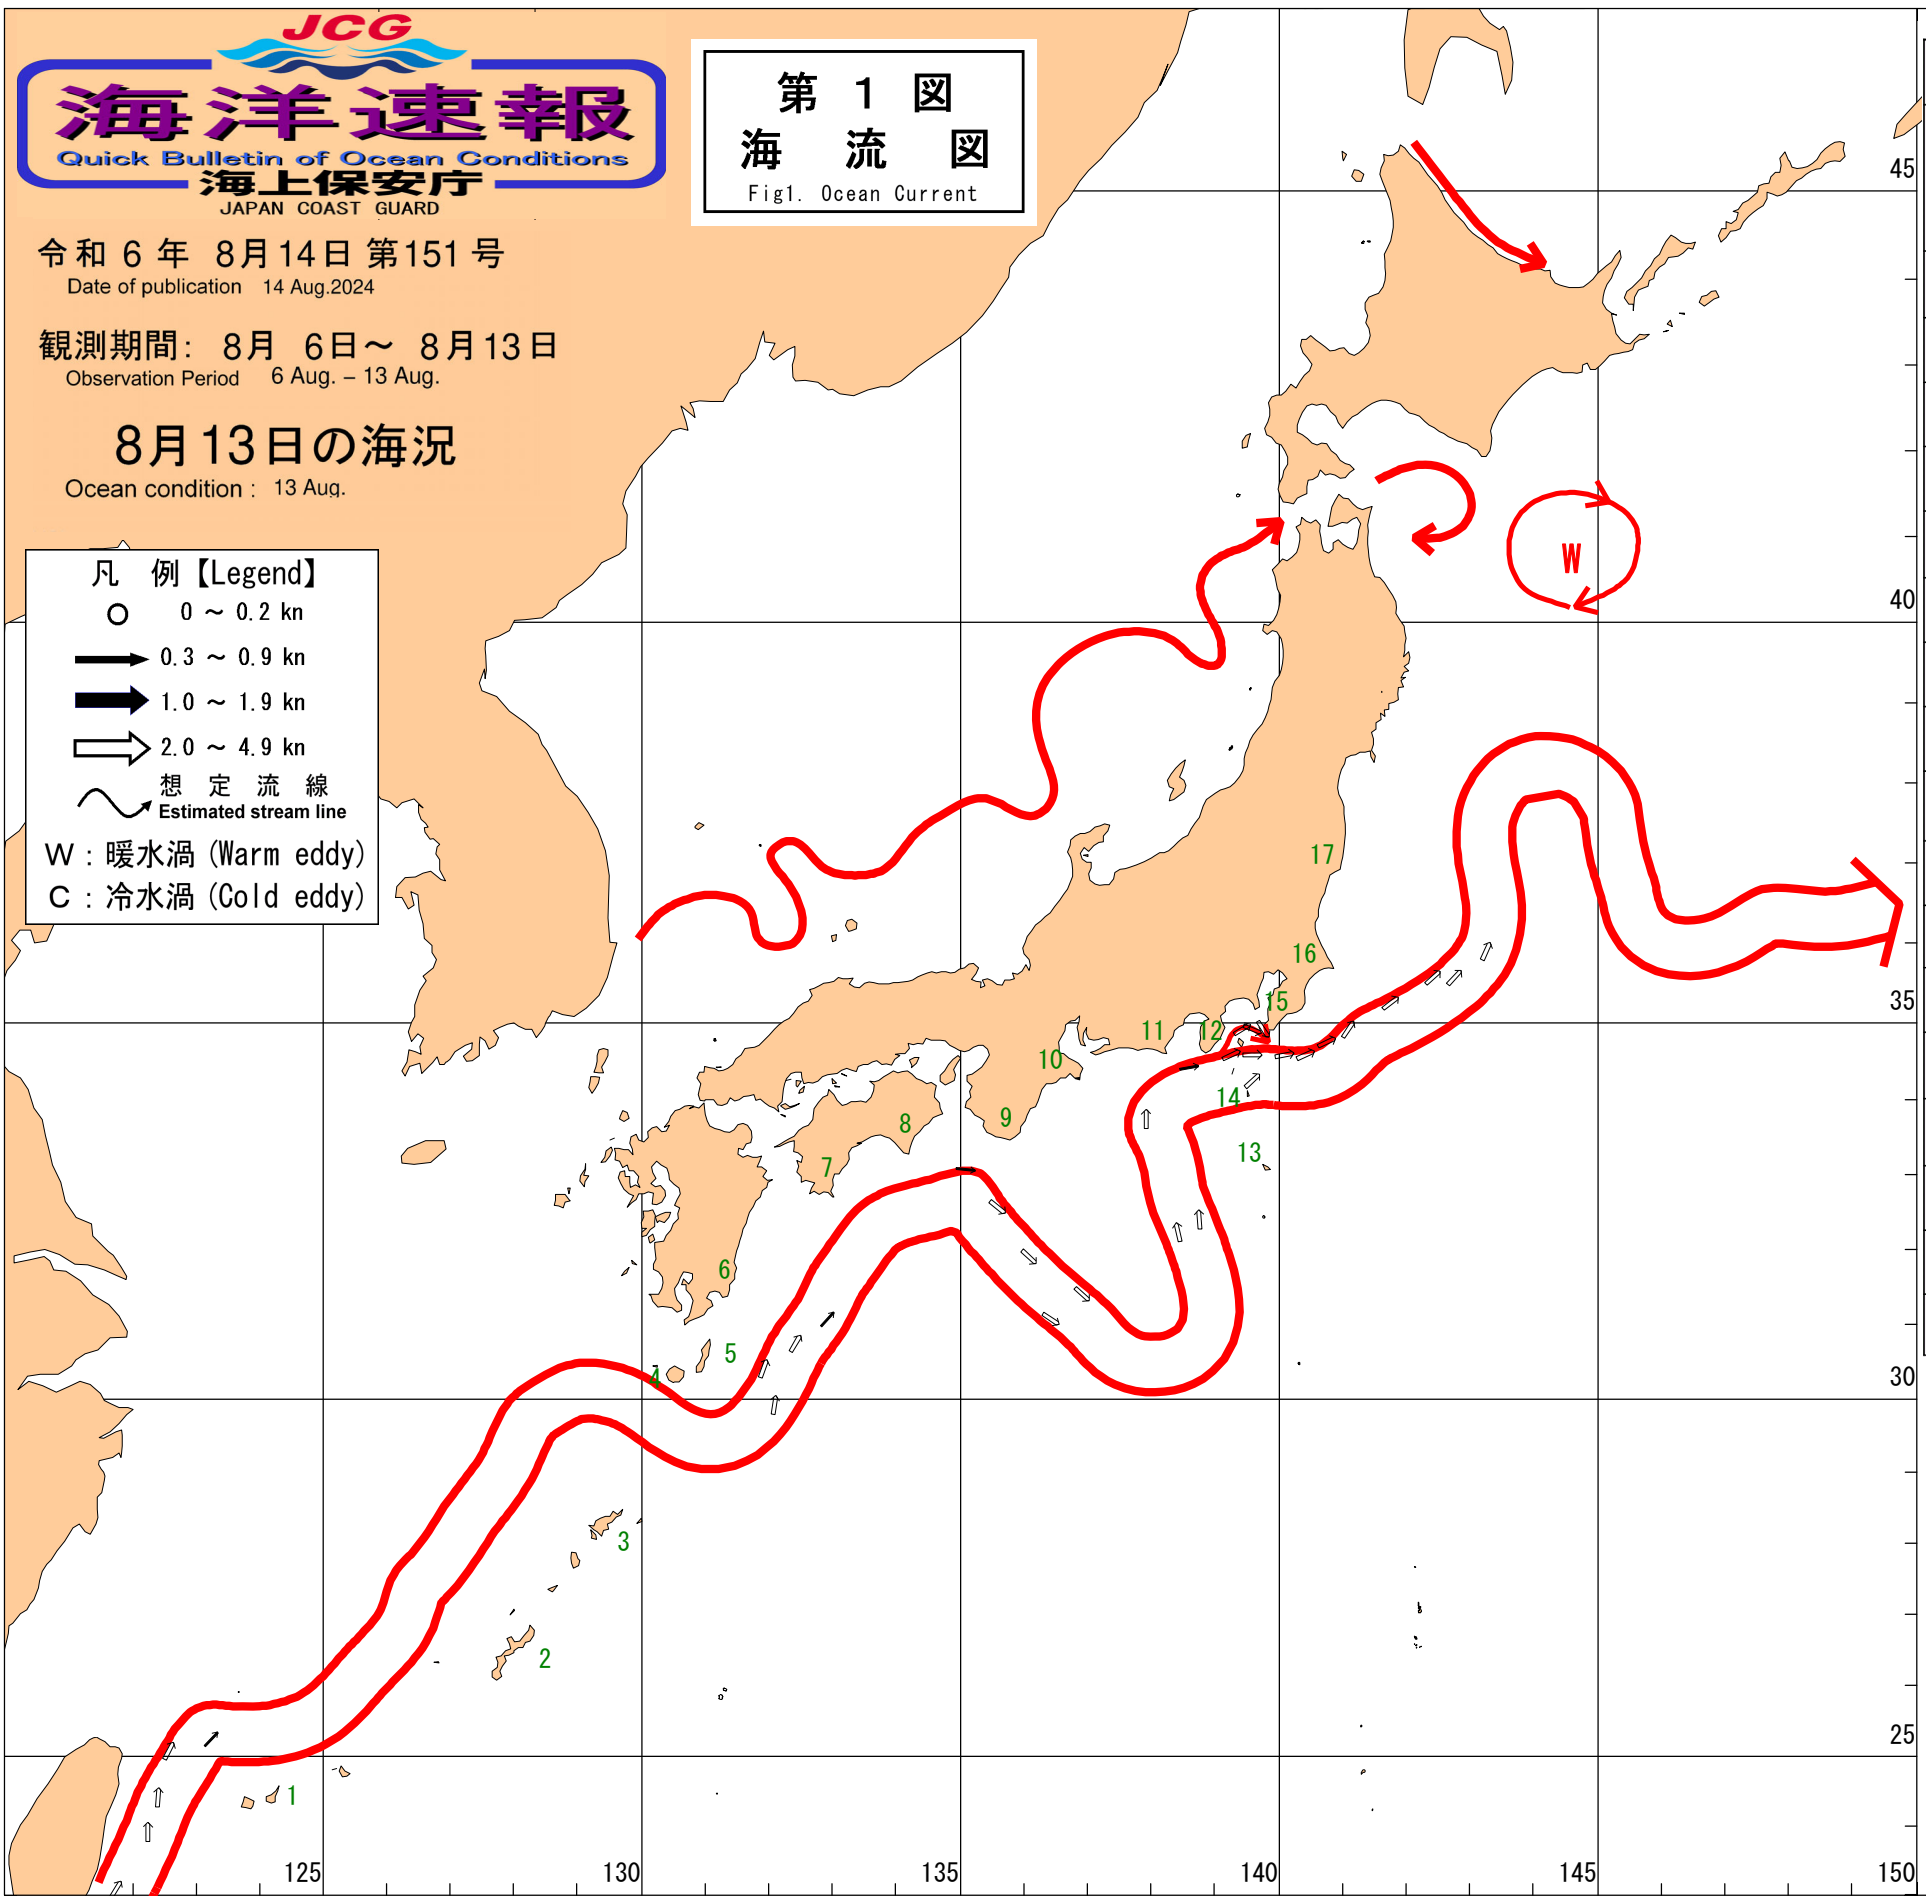 JCG
海洋速報
Quick Bulletin of Ocean Conditions
海上保安庁
JAPAN COAST GUARD
令和 6 年 8月14日 第151 号
Date of publication 14 Aug.2024
観測期間: 8月 6日～ 8月13日
Observation Period 6 Aug. – 13 Aug.
8月13日の海況
Ocean condition : 13 Aug.
第 1 図
海 流 図
Fig1. Ocean Current
凡 例【Legend】
0 ～ 0.2 kn
0.3 ～ 0.9 kn
1.0 ～ 1.9 kn
2.0 ～ 4.9 kn
想 定 流 線
Estimated stream line
W : 暖水渦 (Warm eddy)
C : 冷水渦 (Cold eddy)
45
W
40
17
16
15
35
12
11
10
14
9
8
13
7
6
5
4
30
3
2
25
1
125
130
135
140
145
150